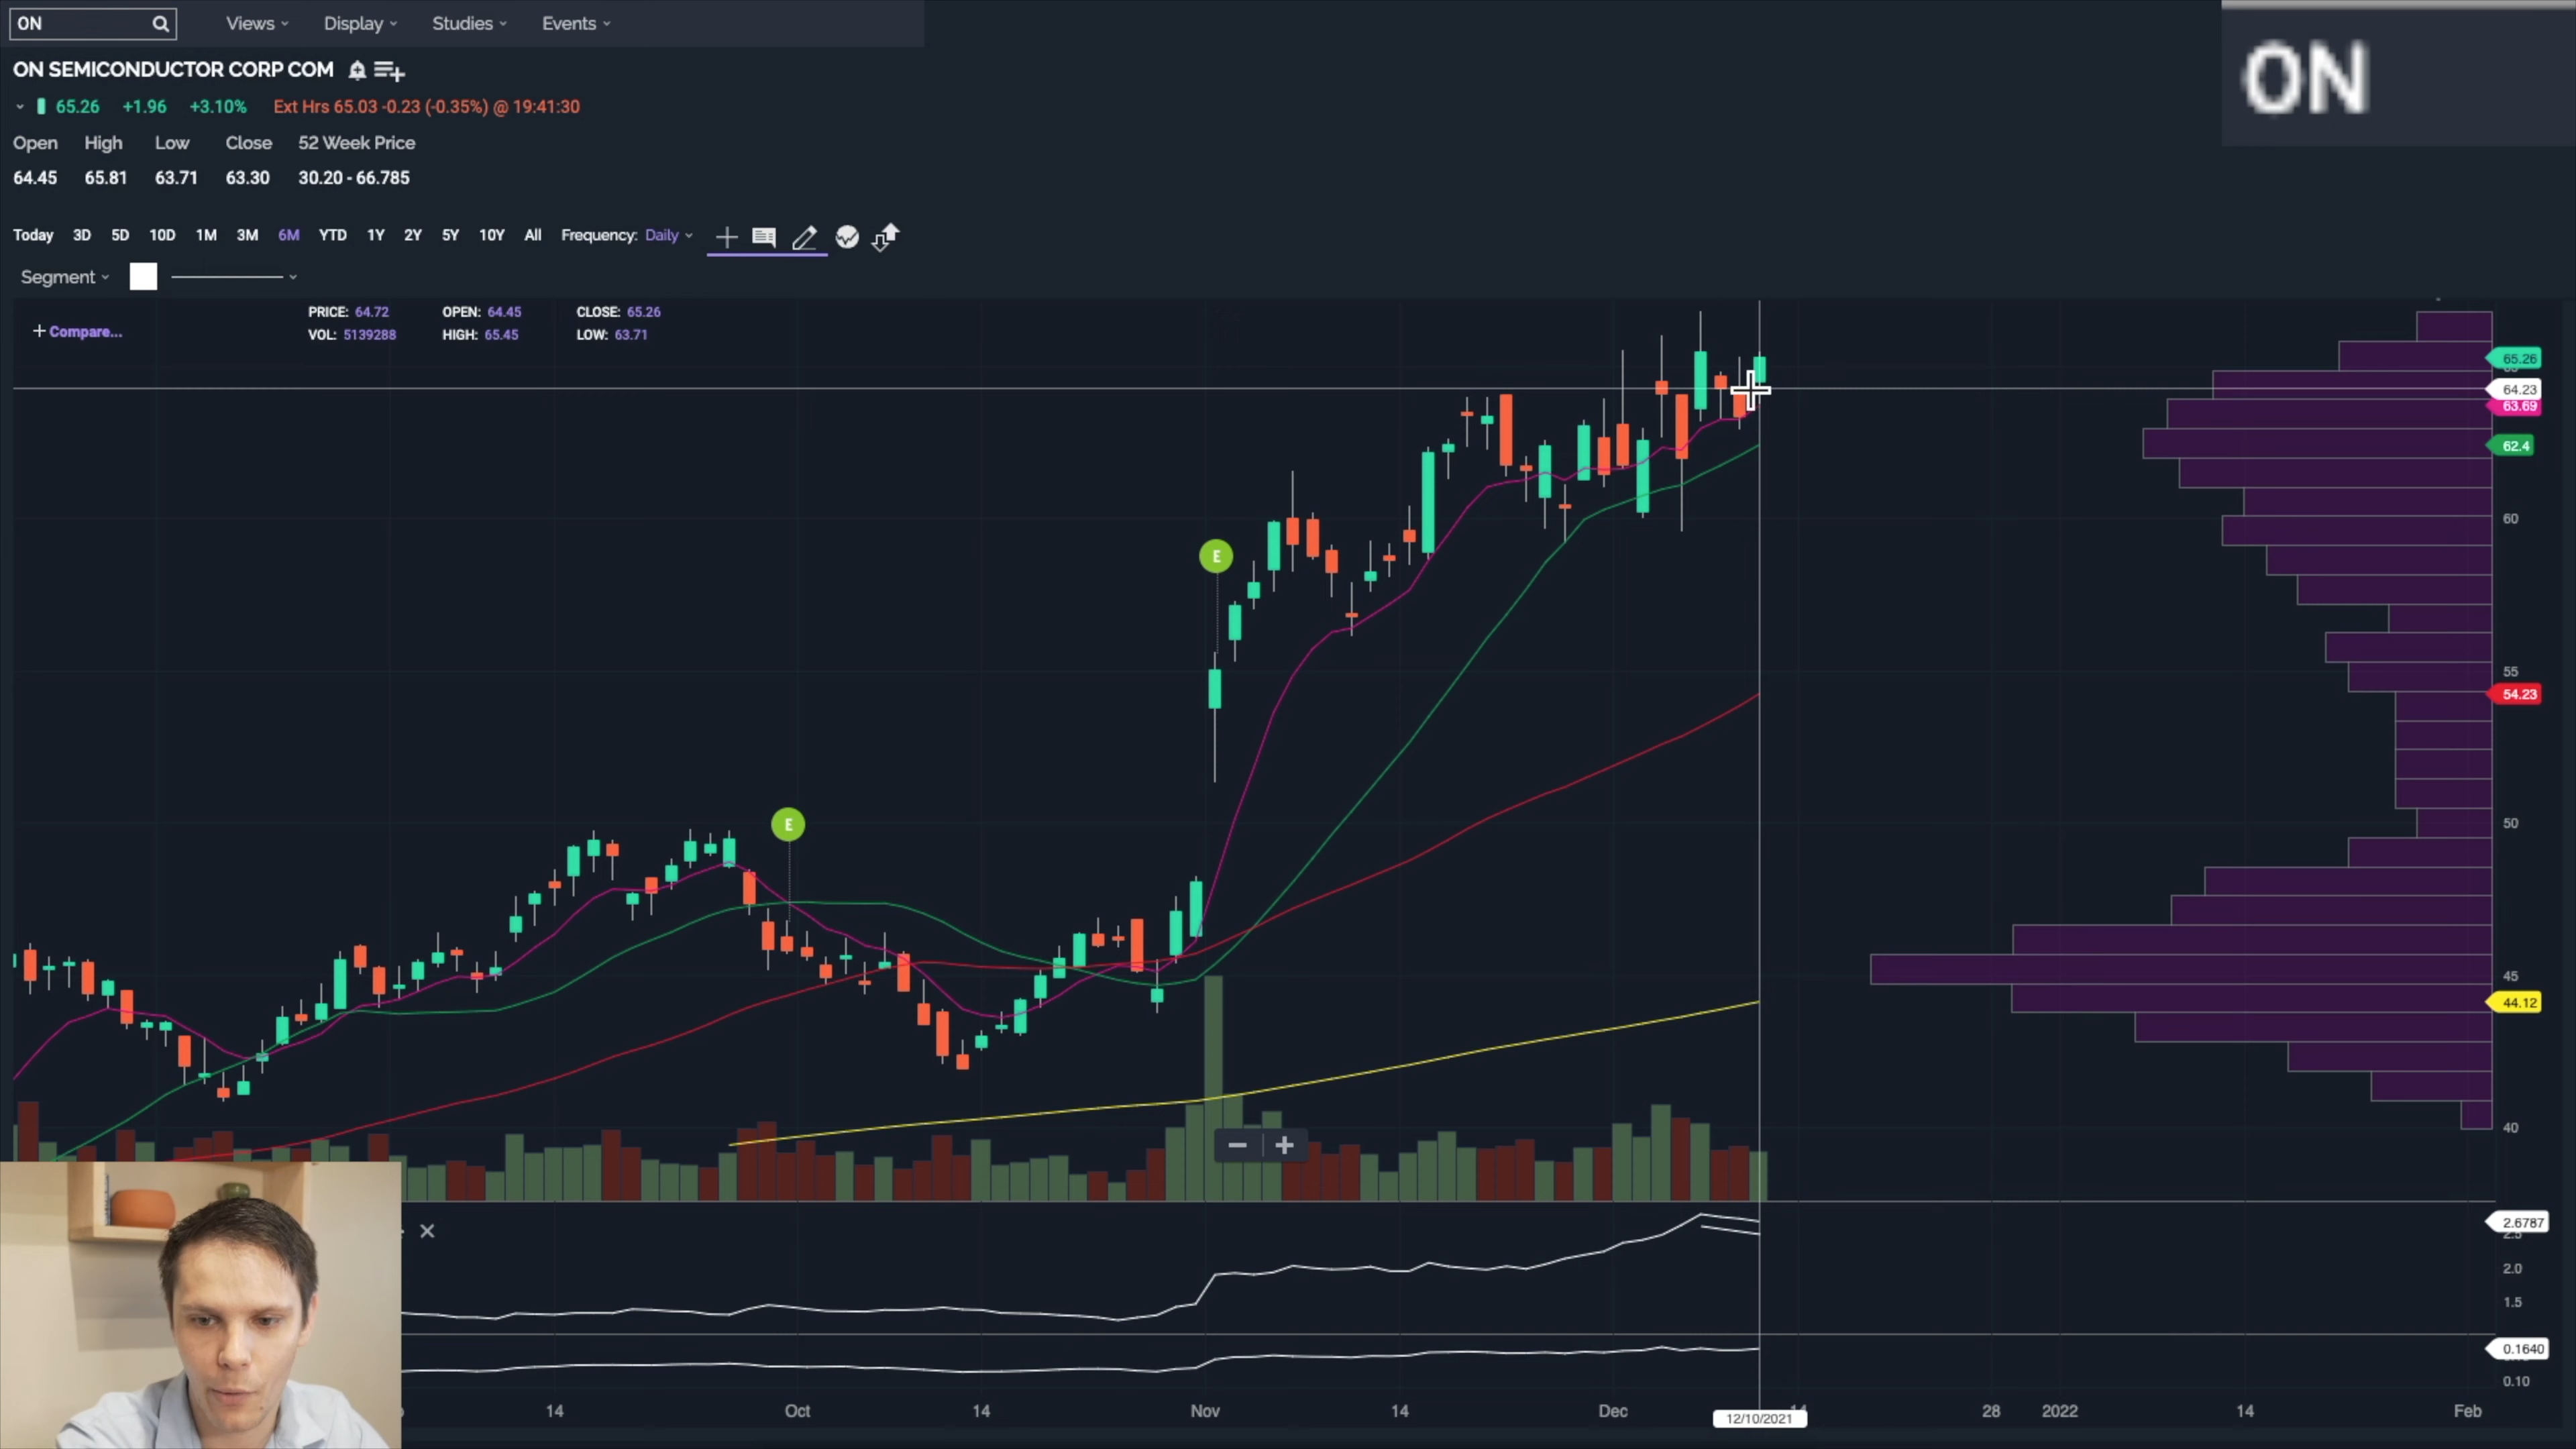 ON
Views Display Studies Events
ON
ON SEMICONDUCTOR CORP COM
65.26 +1.96 +3.10% Ext Hrs 65.03 -0.23 (-0.35%) @ 19:41:30
Open High Low Close 52 Week Price
64.45 65.81 63.71 63.30 30.20 - 66.785
Today 3D 5D 10D 1M 3M 6M YTD 1Y 2Y 5Y 10Y All Frequency: Daily
Segment
+ Compare...
PRICE: 64.72 OPEN: 64.45 CLOSE: 65.26
VOL: 5139288 HIGH: 65.45 LOW: 63.71
65.26
64.23
63.69
62.4
60
E
55
54.23
E
50
45
44.12
40
2.6787
2.5
2.0
1.5
0.1640
0.10
14 Oct 14 Nov 14 Dec 14 28 2022 14 Feb
12/10/2021